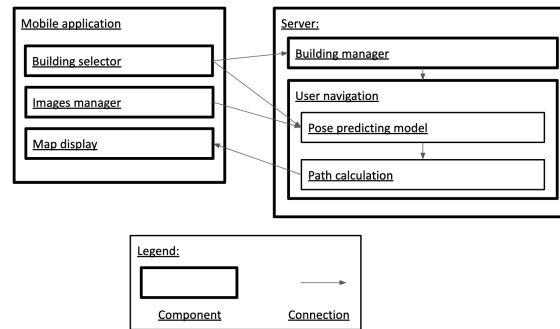 Mobile application
Building selector
Images manager
Map display
Server:
Building manager
User navigation
Pose predicting model
Path calculation
Legend:
Component
Connection